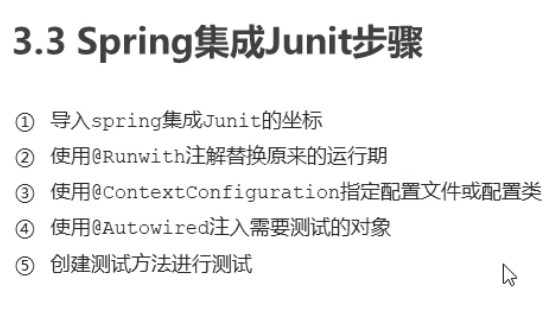 3.3 Spring集成Junit步骤
① 导入spring集成Junit的坐标
② 使用@Runwith注解替换原来的运行期
③ 使用@ContextConfiguration指定配置文件或配置类
④ 使用@Autowired注入需要测试的对象
⑤ 创建测试方法进行测试